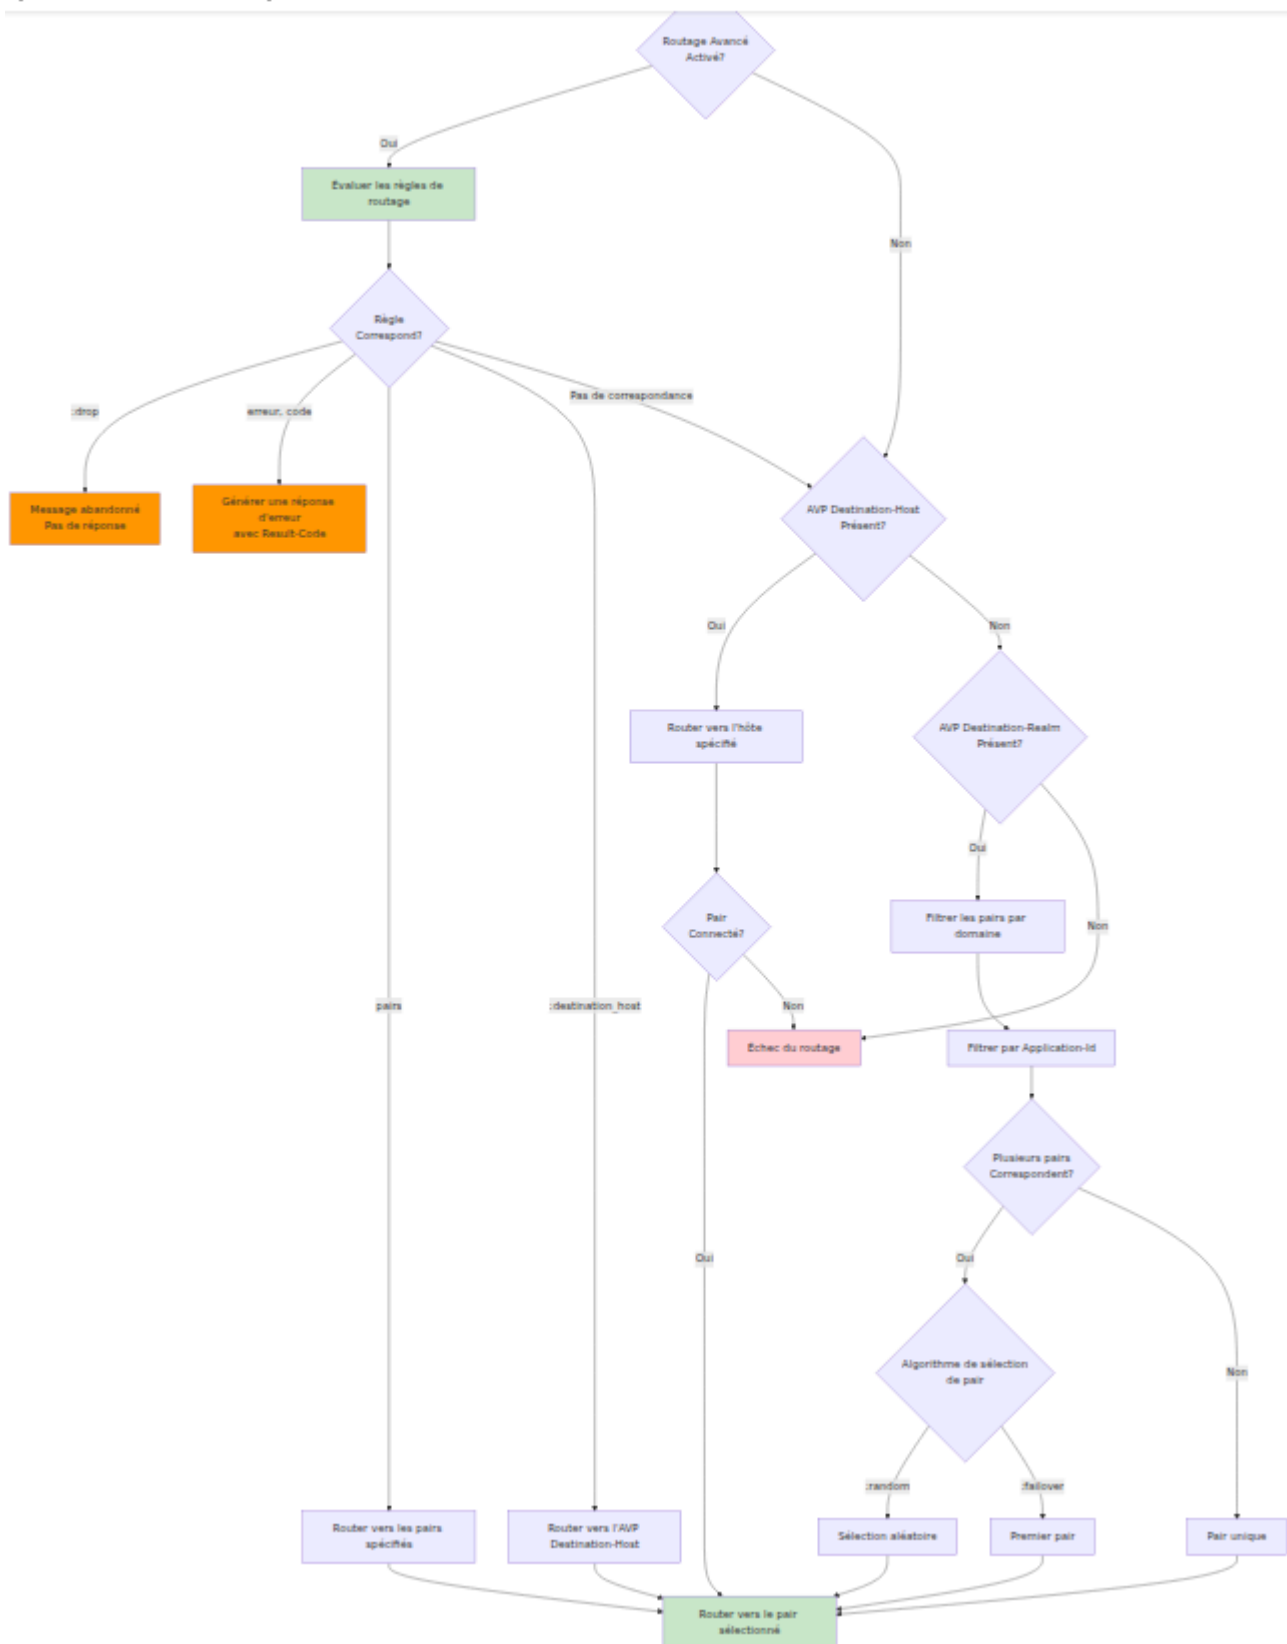 Routage Avancé
Activé?
Oui
Évaluer les règles de
routage
Non
Règle
Correspond?
Pas de correspondance
:drop
erreur, code
Message abandonné
Pas de réponse
Générer une réponse
d'erreur
avec Result-Code
AVP Destination-Host
Présent?
Oui
Non
Router vers l'hôte
spécifié
AVP Destination-Realm
Présent?
Oui
Pair
Connecté?
Filtrer les pairs par
domaine
Non
pairs
:destination_host
Non
Échec du routage
Filtrer par Application-Id
Plusieurs pairs
Correspondent?
Oui
Oui
Algorithme de sélection
de pair
Non
:random
:failover
Router vers les pairs
spécifiés
Router vers l'AVP
Destination-Host
Sélection aléatoire
Premier pair
Pair unique
Router vers le pair
sélectionné